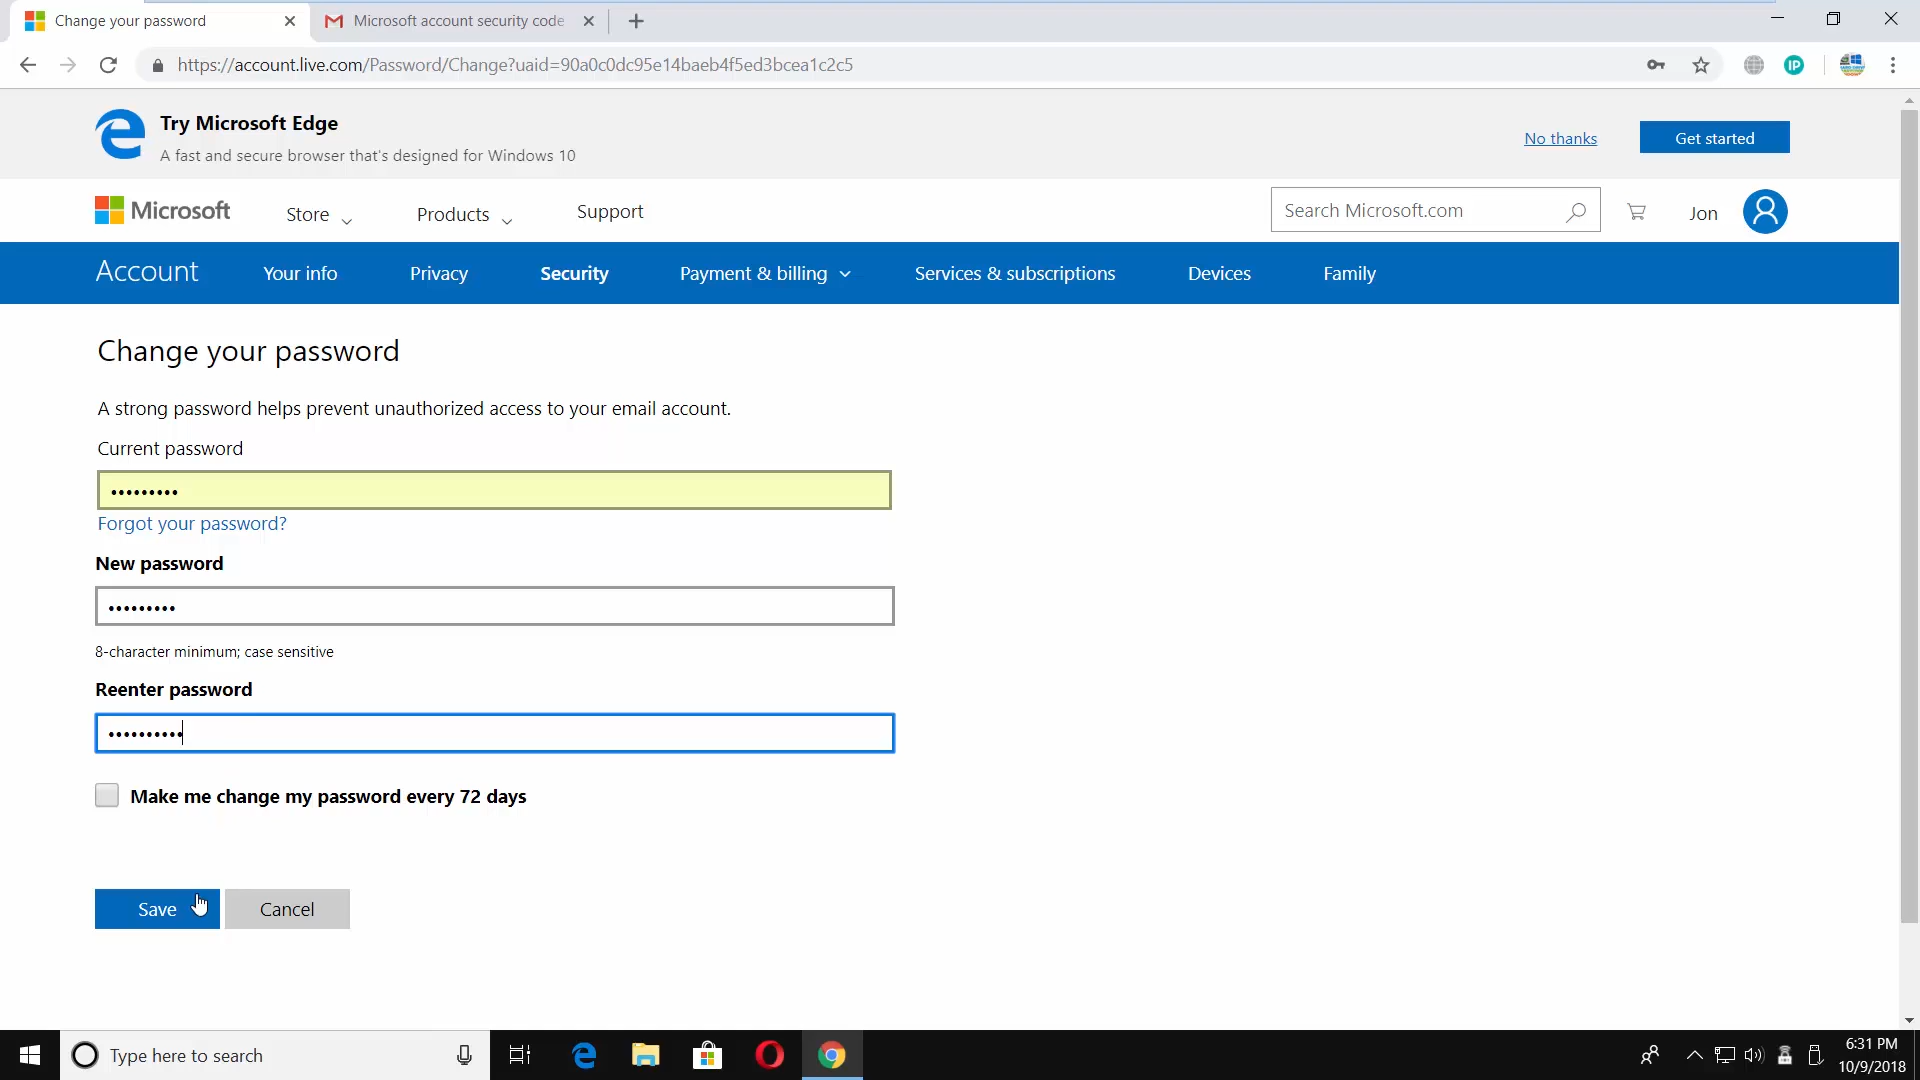 Change your password
Microsoft account security code
https://account.live.com/Password/Change?uaid=90a0c0dc95e14baeb4f5ed3bcea1c2c5
IP
Try Microsoft Edge
A fast and secure browser that's designed for Windows 10
No thanks
Get started
Microsoft
Store
Products
Support
Search Microsoft.com
Jon
Account
Your info
Privacy
Security
Payment & billing
Services & subscriptions
Devices
Family
Change your password
A strong password helps prevent unauthorized access to your email account.
Current password
•••••••••
Forgot your password?
New password
•••••••••
8-character minimum; case sensitive
Reenter password
••••••••••
Make me change my password every 72 days
Save
Cancel
Type here to search
6:31 PM
10/9/2018